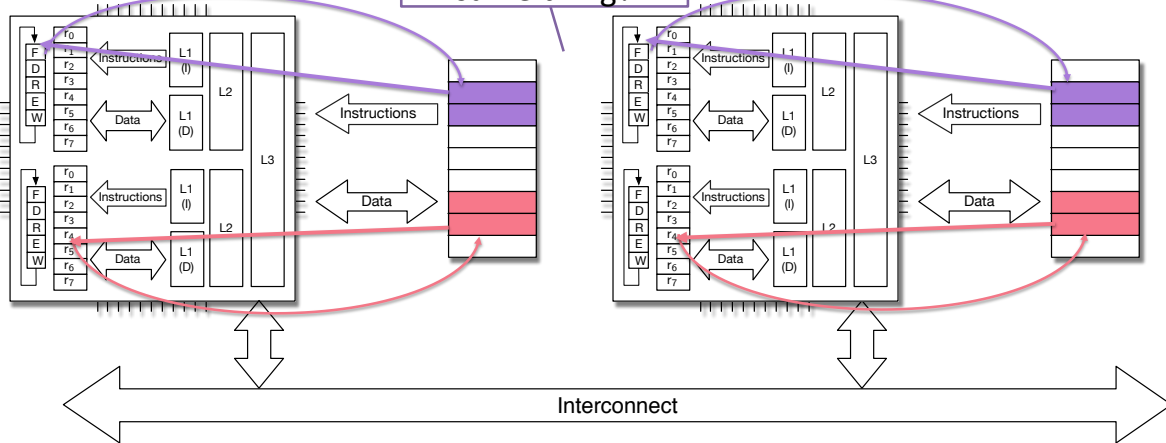 r0
r1
r2
r3
r4
r5
r6
r7
F
D
R
E
W
Instructions
Data
L1
(I)
L1
(D)
L2
L3
r0
r1
r2
r3
r4
r5
r6
r7
F
D
R
E
W
Instructions
Data
L1
(I)
L1
(D)
L2
Instructions
Data
r0
r1
r2
r3
r4
r5
r6
r7
F
D
R
E
W
Instructions
Data
L1
(I)
L1
(D)
L2
L3
r0
r1
r2
r3
r4
r5
r6
r7
F
D
R
E
W
Instructions
Data
L1
(I)
L1
(D)
L2
Instructions
Data
Interconnect